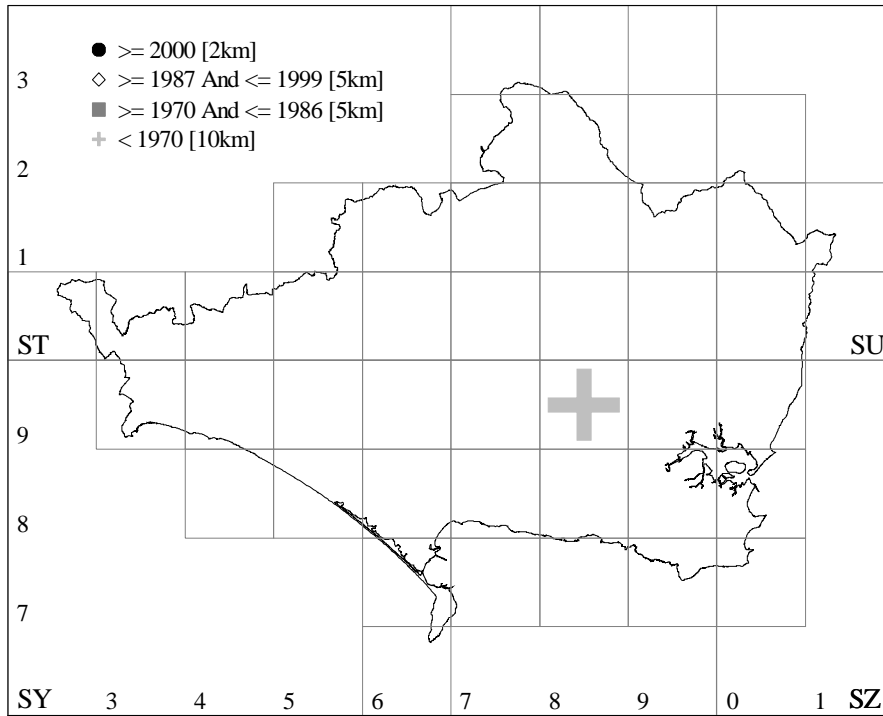 >= 2000 [2km]
>= 1987 And <= 1999 [5km]
>= 1970 And <= 1986 [5km]
< 1970 [10km]
3
2
1
ST SU
9
8
7
SY 3 4 5 6 7 8 9 0 1 SZ